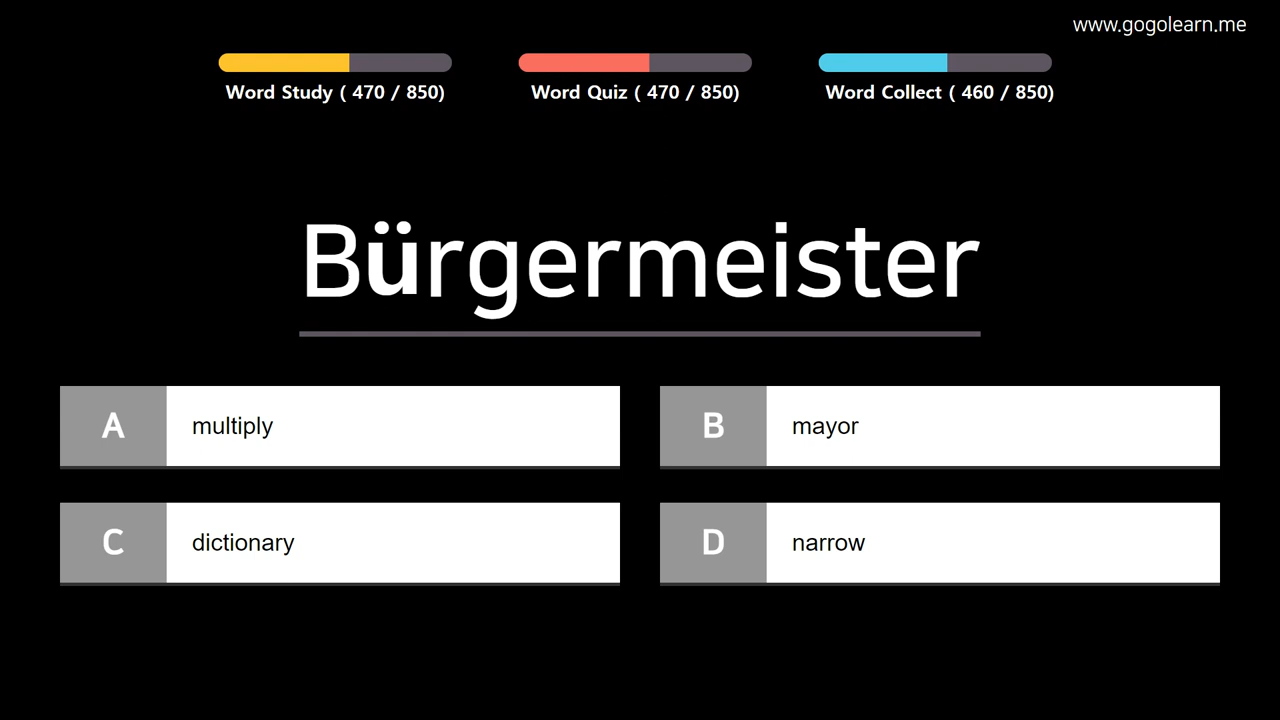 www.gogolearn.me
Word Study ( 470 / 850)
Word Quiz ( 470 / 850)
Word Collect ( 460 / 850)
Bürgermeister
A multiply
B mayor
C dictionary
D narrow